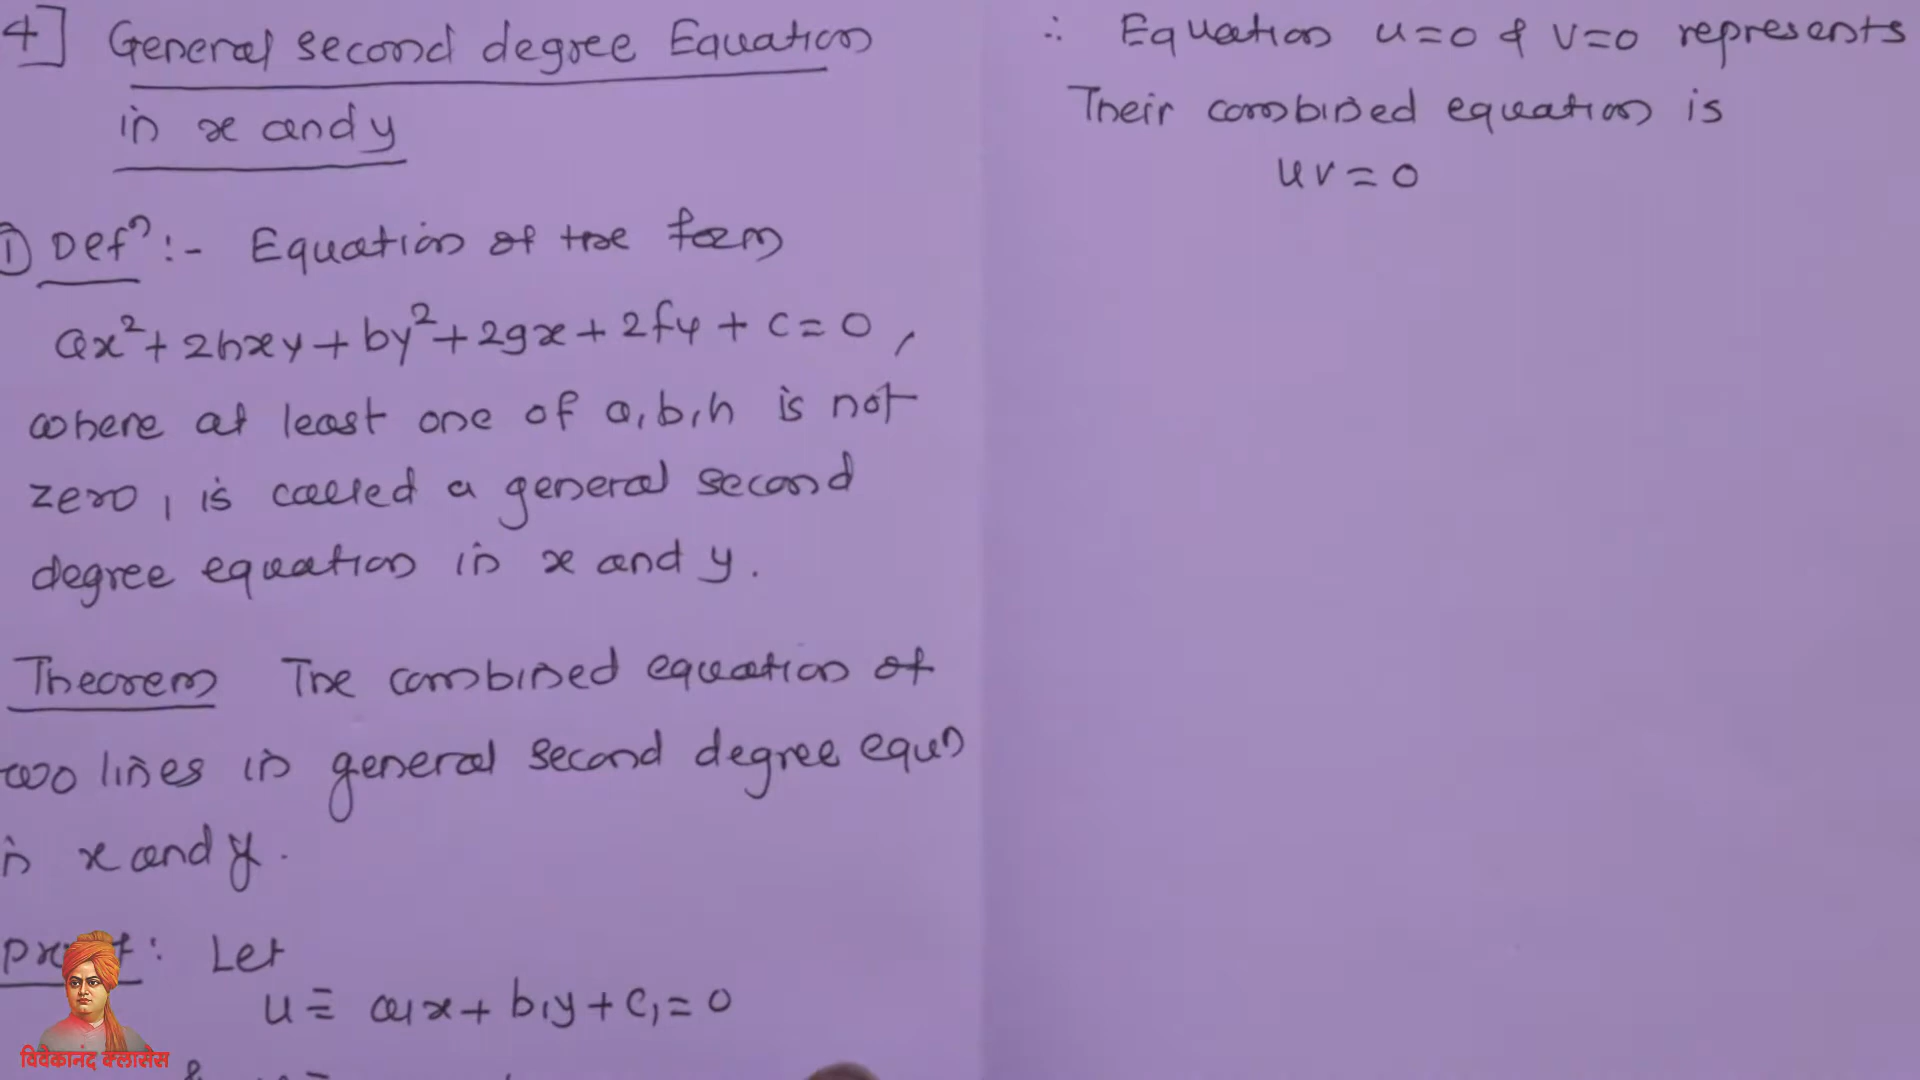 4] General second degree Equation
in x and y
① Defⁿ :- Equation of the form
ax²+2hxy+by²+2gx+2fy+c=0,
where at least one of a,b,h is not
zero, is called a general second
degree equation in x and y.
Theorem The combined equation of
two lines in general second degree equn
in x and y.
Proof: Let
u ≡ a₁x+b₁y+c₁=0
&
विवेकानंद क्लासेस
∴ Equation u=0 & v=0 represents
Their combined equation is
uv=0